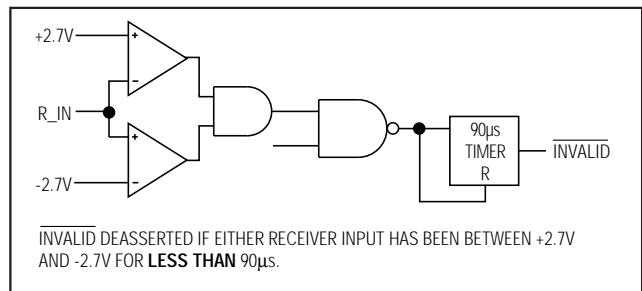 +2.7V
+
-
R_IN
+
-2.7V
-
90μs
TIMER
R
INVALID
INVALID DEASSERTED IF EITHER RECEIVER INPUT HAS BEEN BETWEEN +2.7V
AND -2.7V FOR LESS THAN 90μs.